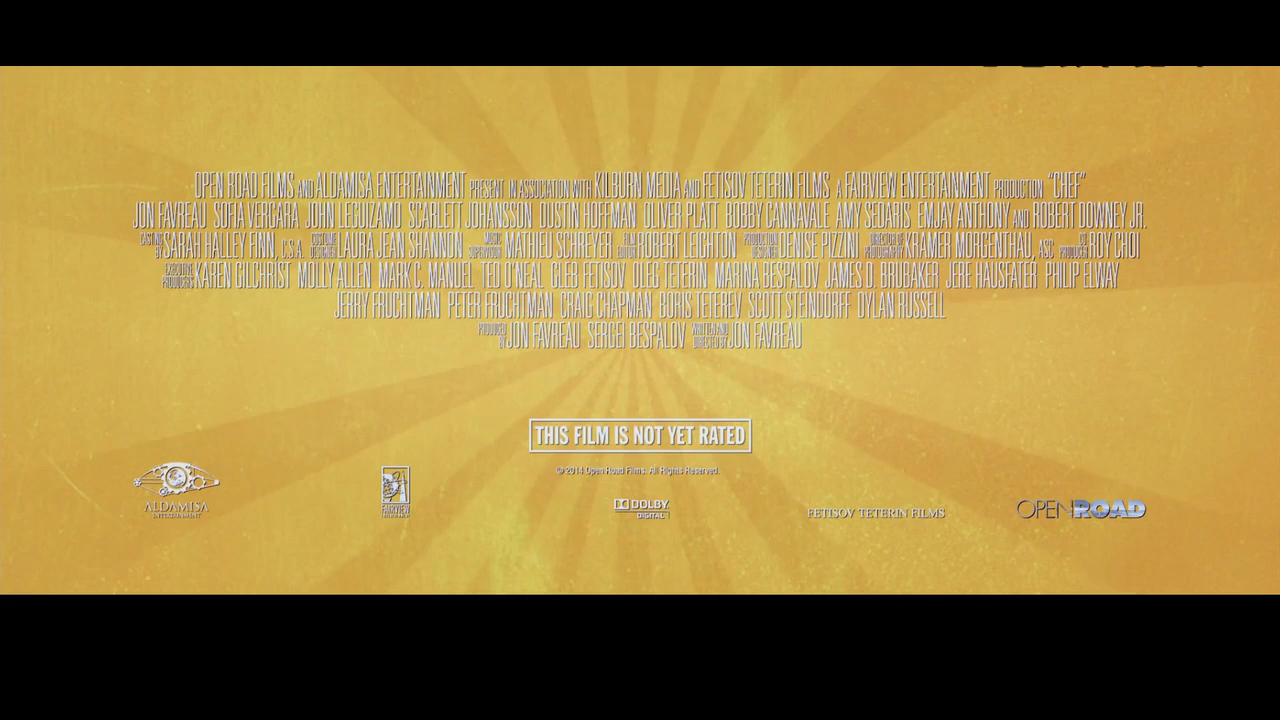 OPEN ROAD FILMS AND ALDAMISA ENTERTAINMENT PRESENT IN ASSOCIATION WITH KILBURN MEDIA AND FETISOV TETERIN FILMS A FAIRVIEW ENTERTAINMENT PRODUCTION "CHEF"
JON FAVREAU SOFIA VERGARA JOHN LEGUIZAMO SCARLETT JOHANSSON DUSTIN HOFFMAN OLIVER PLATT BOBBY CANNAVALE AMY SEDARIS EMJAY ANTHONY AND ROBERT DOWNEY JR.
CASTING BY SARAH HALLEY FINN, C.S.A. COSTUME DESIGNER LAURA JEAN SHANNON MUSIC SUPERVISOR MATHIEU SCHREYER FILM EDITOR ROBERT LEIGHTON PRODUCTION DESIGNER DENISE PIZZINI DIRECTOR OF PHOTOGRAPHY KRAMER MORGENTHAU, ASC CO PRODUCER ROY CHOI
EXECUTIVE PRODUCERS KAREN GILCHRIST MOLLY ALLEN MARK C. MANUEL TED O'NEAL GLEB FETISOV OLEG TETERIN MARINA BESPALOV JAMES D. BRUBAKER JERE HAUSFATER PHILIP ELWAY
JERRY FRUCHTMAN PETER FRUCHTMAN CRAIG CHAPMAN BORIS TETEREV SCOTT STEINDORFF DYLAN RUSSELL
PRODUCED BY JON FAVREAU SERGEI BESPALOV WRITTEN AND DIRECTED BY JON FAVREAU
THIS FILM IS NOT YET RATED
© 2014 Open Road Films. All Rights Reserved.
ALDAMISA
ENTERTAINMENT
FAIRVIEW
DOLBY
DIGITAL
FETISOV TETERIN FILMS
OPEN ROAD